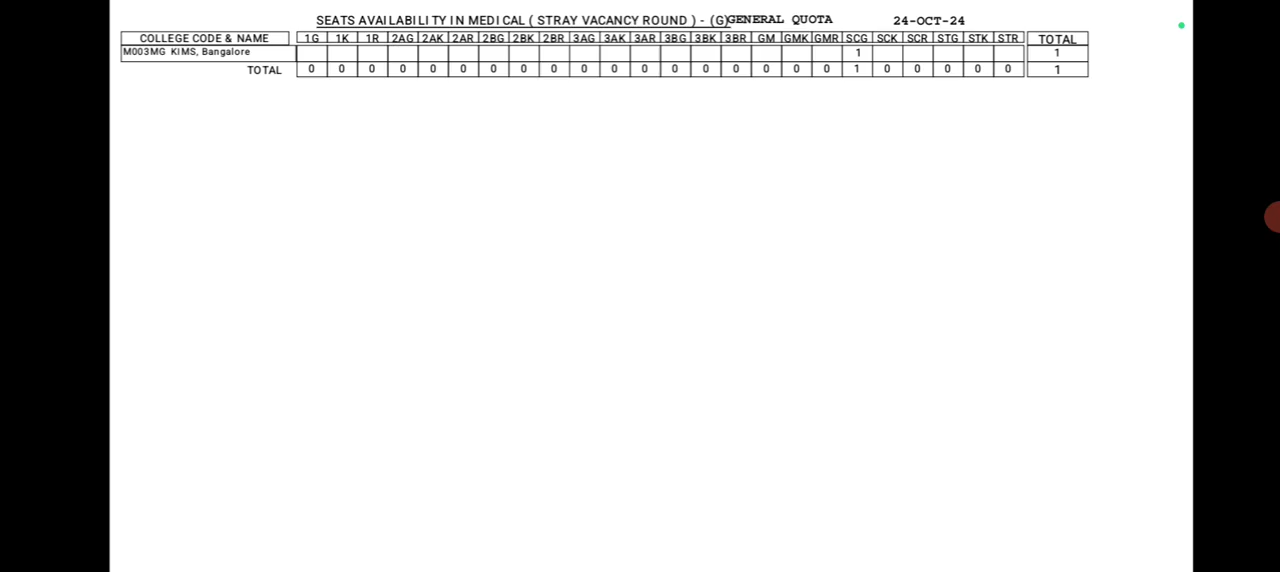 SEATS AVAILABILITY IN MEDICAL ( STRAY VACANCY ROUND ) - (G)GENERAL QUOTA 24-OCT-24
COLLEGE CODE & NAME 1G 1K 1R 2AG 2AK 2AR 2BG 2BK 2BR 3AG 3AK 3AR 3BG 3BK 3BR GM GMK GMR SCG SCK SCR STG STK STR TOTAL
M003MG KIMS, Bangalore 1 1
TOTAL 0 0 0 0 0 0 0 0 0 0 0 0 0 0 0 0 0 0 1 0 0 0 0 0 1